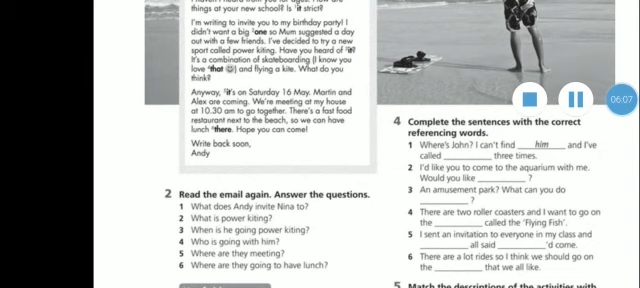 things at your new school? Is ¹it strict?
I'm writing to invite you to my birthday party! I
didn't want a big ²one so Mum suggested a day
out with a few friends. I've decided to try a new
sport called power kiting. Have you heard of ³it?
It's a combination of skateboarding (I know you
love ⁴that 😊) and flying a kite. What do you
think?
Anyway, ⁵it's on Saturday 16 May. Martin and
Alex are coming. We're meeting at my house
at 10.30 am to go together. There's a fast food
restaurant next to the beach, so we can have
lunch ⁶there. Hope you can come!
Write back soon,
Andy
2 Read the email again. Answer the questions.
1 What does Andy invite Nina to?
2 What is power kiting?
3 When is he going power kiting?
4 Who is going with him?
5 Where are they meeting?
6 Where are they going to have lunch?
06:07
4 Complete the sentences with the correct
referencing words.
1 Where's John? I can't find __him__ and I've
called ________ three times.
2 I'd like you to come to the aquarium with me.
Would you like ________ ?
3 An amusement park? What can you do
________ ?
4 There are two roller coasters and I want to go on
the ________ called the 'Flying Fish'.
5 I sent an invitation to everyone in my class and
________ all said ________'d come.
6 There are a lot rides so I think we should go on
the ________ that we all like.
5 Match the descriptions of the activities with